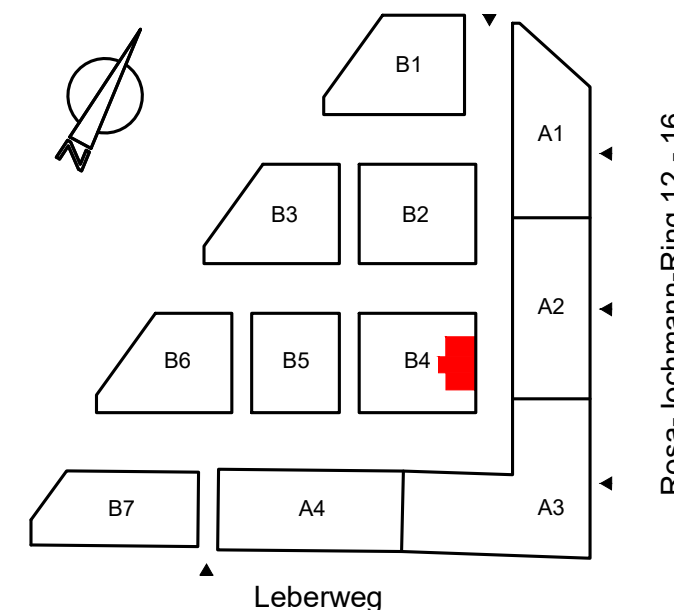 B1
A1
N
B3
B2
Rosa-Jochmann-Ring 12 - 16
A2
B6
B5
B4
B7
A4
A3
Leberweg